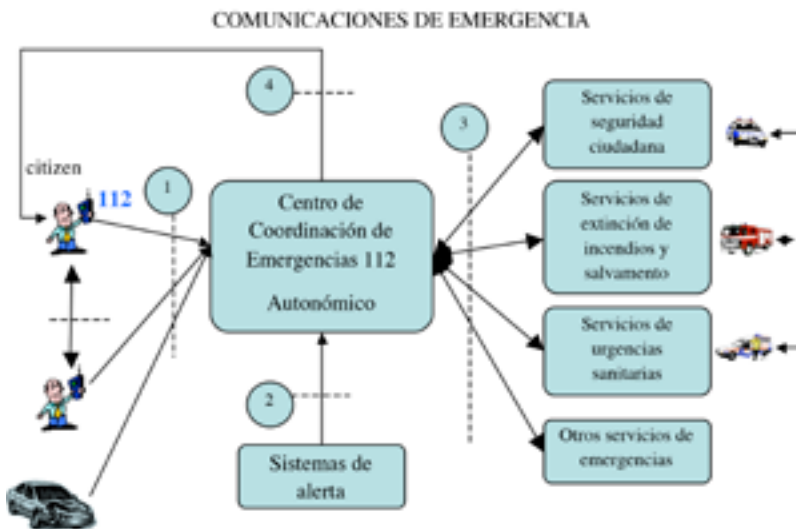 COMUNICACIONES DE EMERGENCIA
4
3
Servicios de
seguridad
ciudadana
citizen
112
1
Centro de
Coordinación de
Emergencias 112
Autonómico
Servicios
de extinción de
incendios y
salvamento
Servicios de
urgencias
sanitarias
2
Sistemas de
alerta
Otros servicios de
emergencias